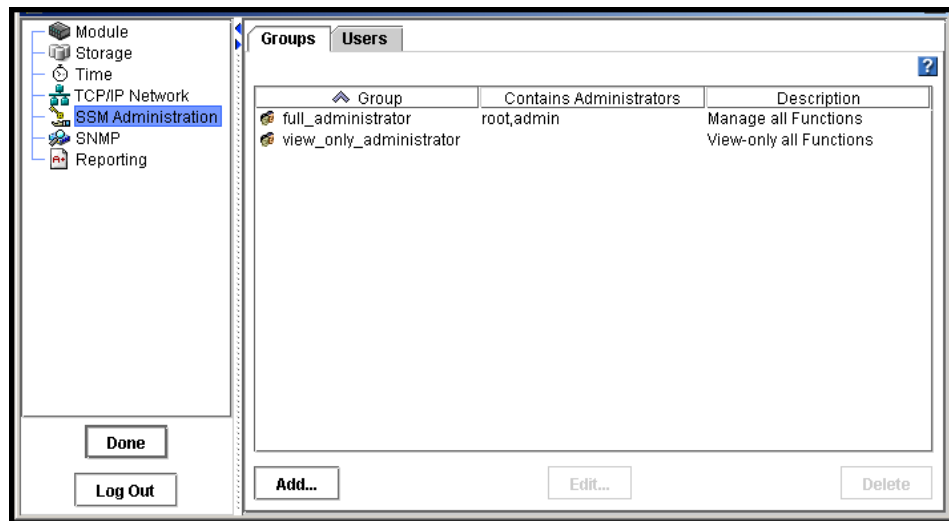 Module
Storage
Time
TCP/IP Network
SSM Administration
SNMP
Reporting
Done
Log Out
Groups Users
?
Group Contains Administrators Description
full_administrator root,admin Manage all Functions
view_only_administrator View-only all Functions
Add... Edit... Delete